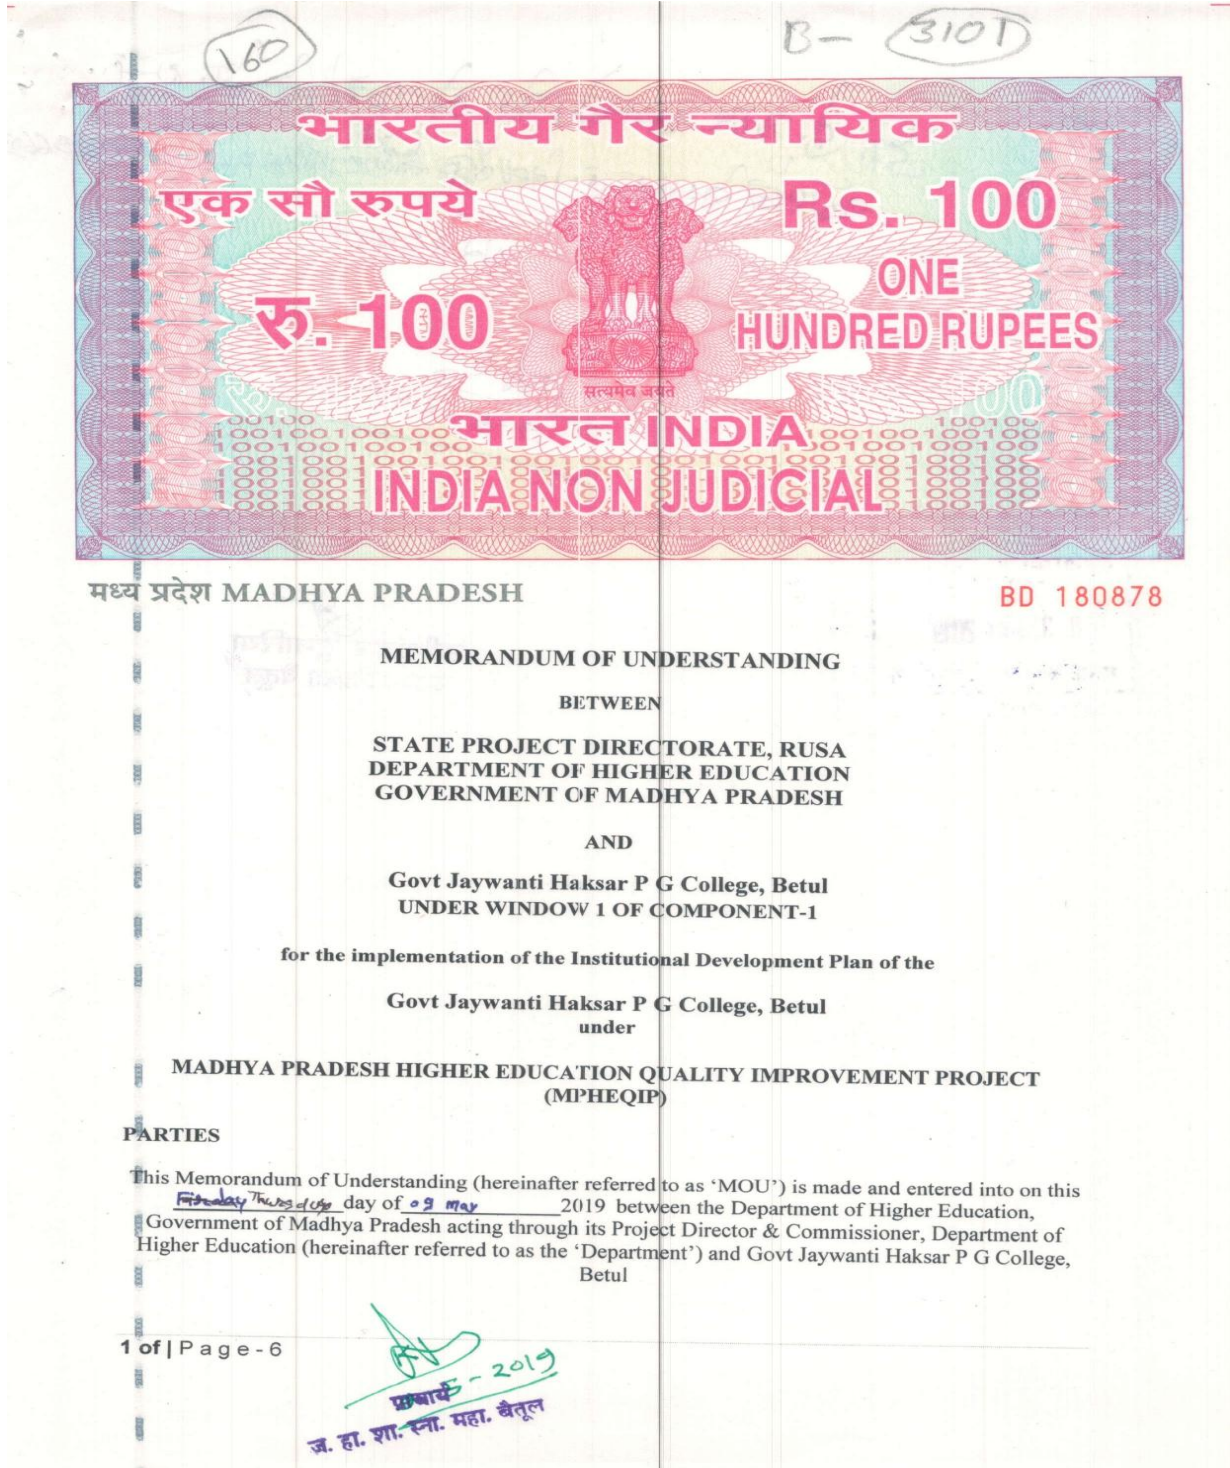 160
B- 310T
भारतीय गैर न्यायिक
एक सौ रुपये
Rs. 100
रु. 100
ONE
HUNDRED RUPEES
सत्यमेव जयते
भारत INDIA
INDIA NON JUDICIAL
मध्य प्रदेश MADHYA PRADESH
BD 180878
MEMORANDUM OF UNDERSTANDING
BETWEEN
STATE PROJECT DIRECTORATE, RUSA
DEPARTMENT OF HIGHER EDUCATION
GOVERNMENT OF MADHYA PRADESH
AND
Govt Jaywanti Haksar P G College, Betul
UNDER WINDOW 1 OF COMPONENT-1
for the implementation of the Institutional Development Plan of the
Govt Jaywanti Haksar P G College, Betul
under
MADHYA PRADESH HIGHER EDUCATION QUALITY IMPROVEMENT PROJECT
(MPHEQIP)
PARTIES
This Memorandum of Understanding (hereinafter referred to as ‘MOU’) is made and entered into on this
Thursday day of 09 may 2019 between the Department of Higher Education,
Government of Madhya Pradesh acting through its Project Director & Commissioner, Department of
Higher Education (hereinafter referred to as the ‘Department’) and Govt Jaywanti Haksar P G College,
Betul
1 of | P a g e - 6
5 - 2019
प्राचार्य
ज. हा. शा. स्ना. महा. बैतूल